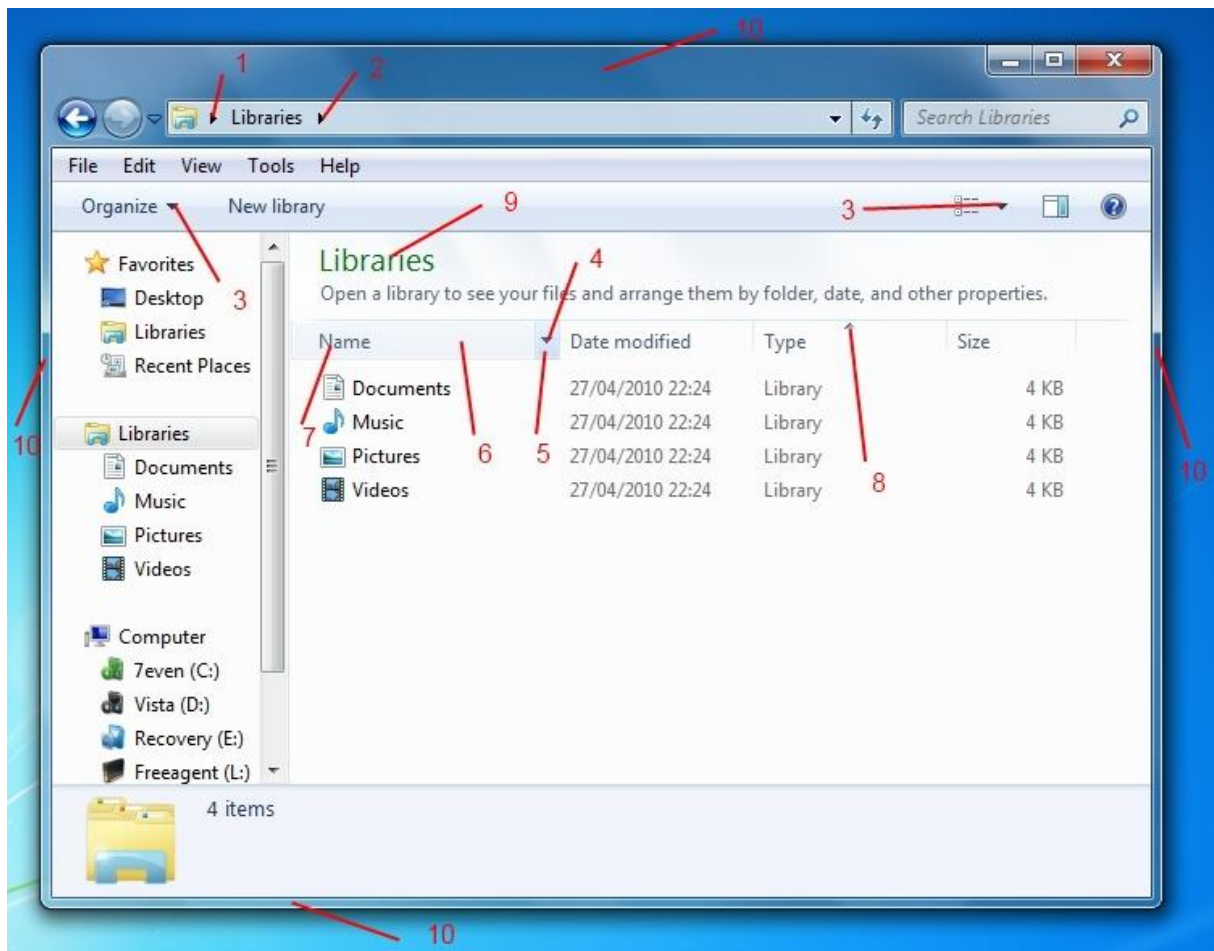 10
1
2
Libraries
Search Libraries
File Edit View Tools Help
Organize New library
9
3
3
Favorites
Desktop
Libraries
Recent Places
Libraries
Documents
Music
Pictures
Videos
Computer
7even (C:)
Vista (D:)
Recovery (E:)
Freeagent (L:)
Libraries
4
Open a library to see your files and arrange them by folder, date, and other properties.
Name Date modified Type Size
Documents 27/04/2010 22:24 Library 4 KB
Music 27/04/2010 22:24 Library 4 KB
Pictures 27/04/2010 22:24 Library 4 KB
Videos 27/04/2010 22:24 Library 4 KB
10
7
6
5
8
10
4 items
10